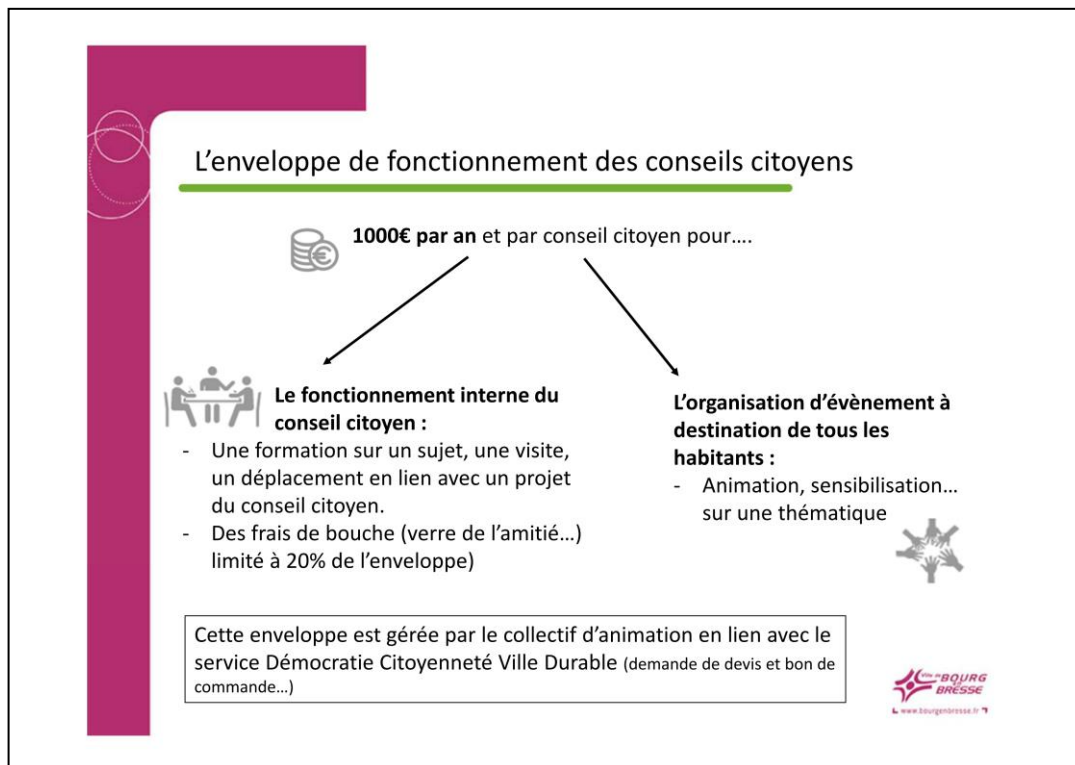 L'enveloppe de fonctionnement des conseils citoyens
1000€ par an et par conseil citoyen pour....
Le fonctionnement interne du
conseil citoyen :
- Une formation sur un sujet, une visite,
un déplacement en lien avec un projet
du conseil citoyen.
- Des frais de bouche (verre de l'amitié...)
limité à 20% de l'enveloppe)
L'organisation d'évènement à
destination de tous les
habitants :
- Animation, sensibilisation...
sur une thématique
Cette enveloppe est gérée par le collectif d'animation en lien avec le
service Démocratie Citoyenneté Ville Durable (demande de devis et bon de
commande...)
Ville de BOURG
en BRESSE
www.bourgenbresse.fr